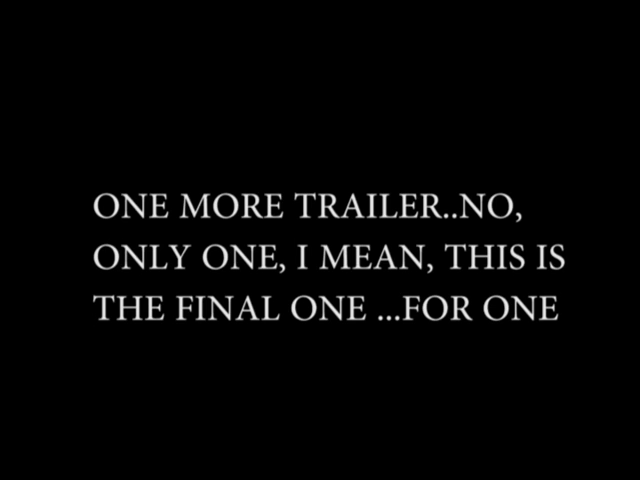 ONE MORE TRAILER..NO,
ONLY ONE, I MEAN, THIS IS
THE FINAL ONE ...FOR ONE